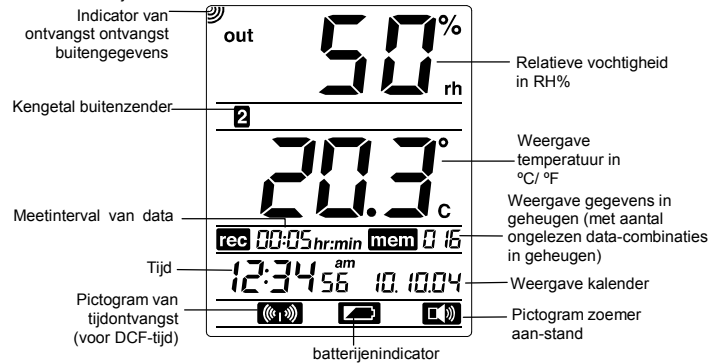 Indicator van
ontvangst ontvangst
buitengegevens
out
50%
rh
Relatieve vochtigheid
in RH%
Kengetal buitenzender
2
20.3°
C
Weergave
temperatuur in
ºC/ ºF
Meetinterval van data
Weergave gegevens in
geheugen (met aantal
ongelezen data-combinaties
in geheugen)
rec 00:05 hr:min mem 0 16
Tijd
12:34 56 am 10. 10.04
Weergave kalender
Pictogram van
tijdontvangst
(voor DCF-tijd)
Pictogram zoemer
aan-stand
batterijenindicator